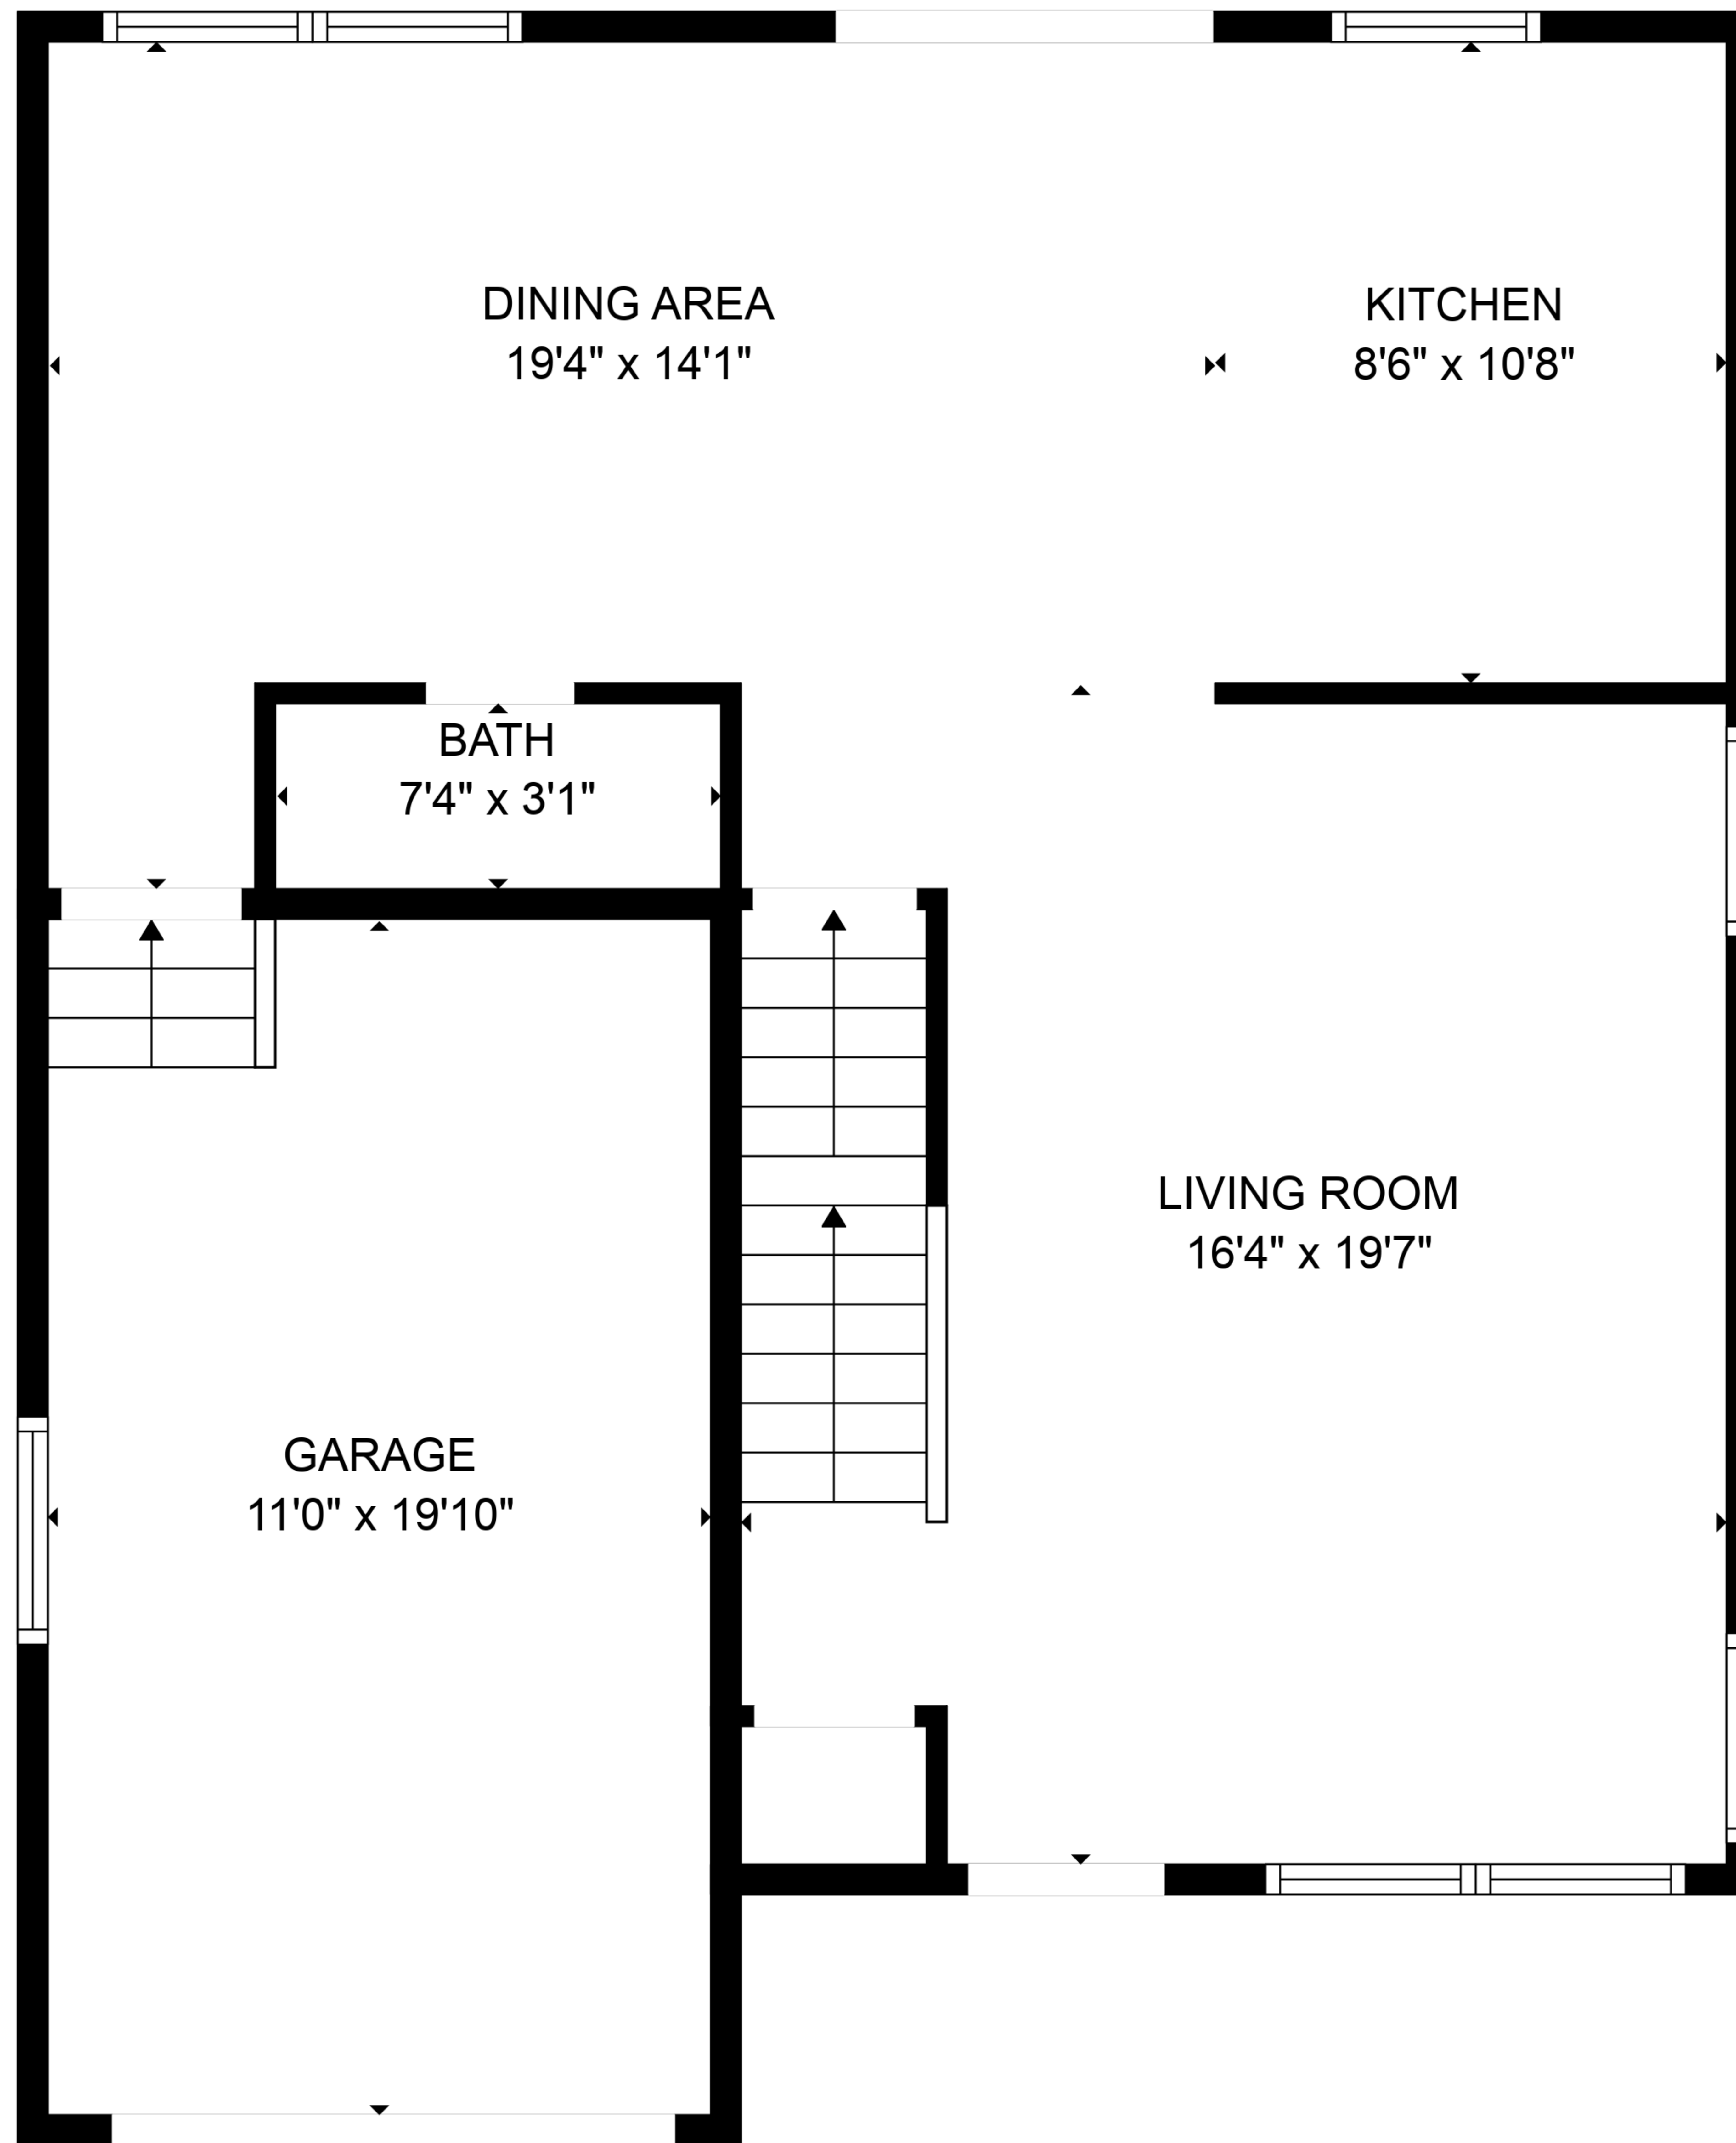 DINING AREA
19'4" x 14'1"
KITCHEN
8'6" x 10'8"
BATH
7'4" x 3'1"
LIVING ROOM
16'4" x 19'7"
GARAGE
11'0" x 19'10"